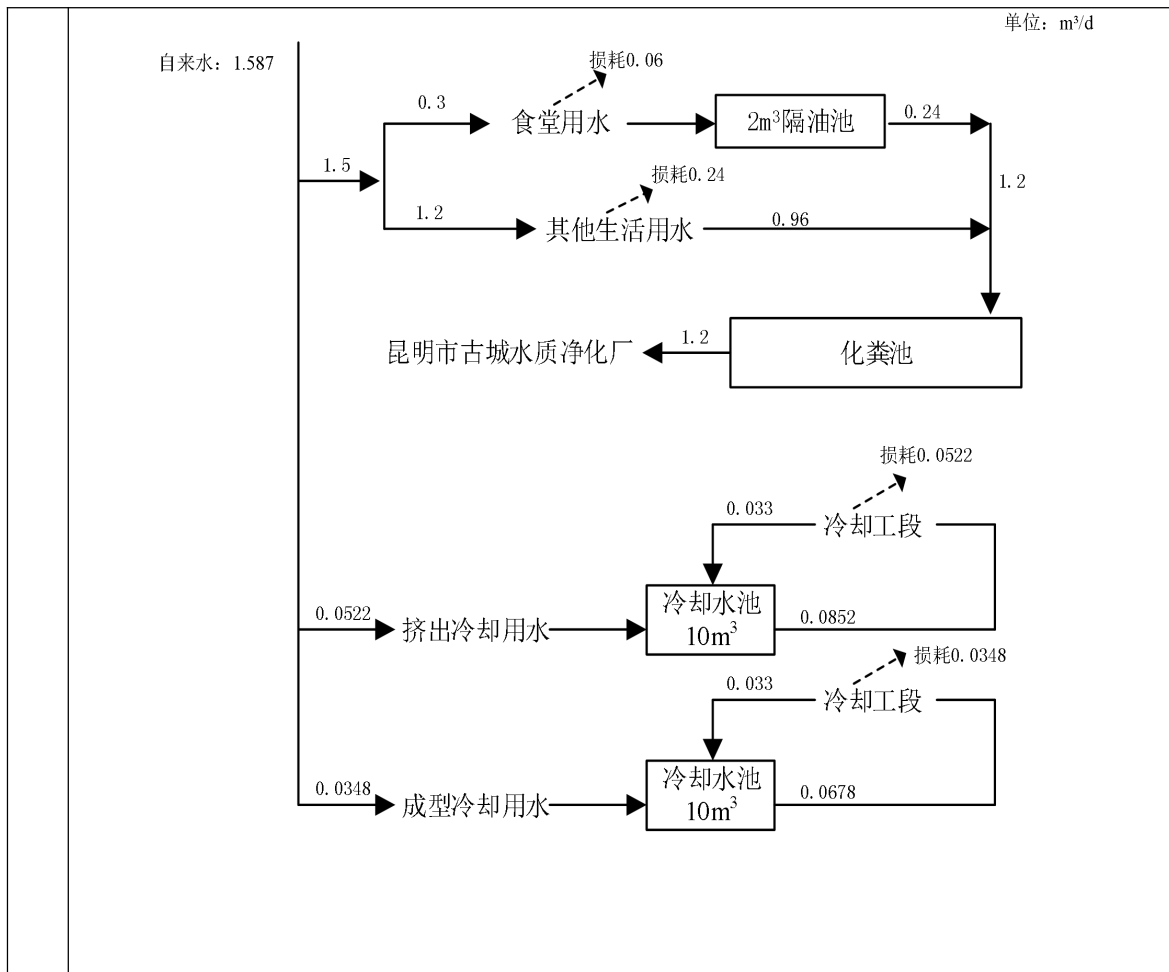 单位：m³/d
自来水：1.587
损耗0.06
0.3
食堂用水
2m³隔油池
0.24
1.5
损耗0.24
1.2
1.2
其他生活用水
0.96
昆明市古城水质净化厂
1.2
化粪池
损耗0.0522
0.033
冷却工段
0.0522
挤出冷却用水
冷却水池
10m³
0.0852
损耗0.0348
0.033
冷却工段
0.0348
成型冷却用水
冷却水池
10m³
0.0678